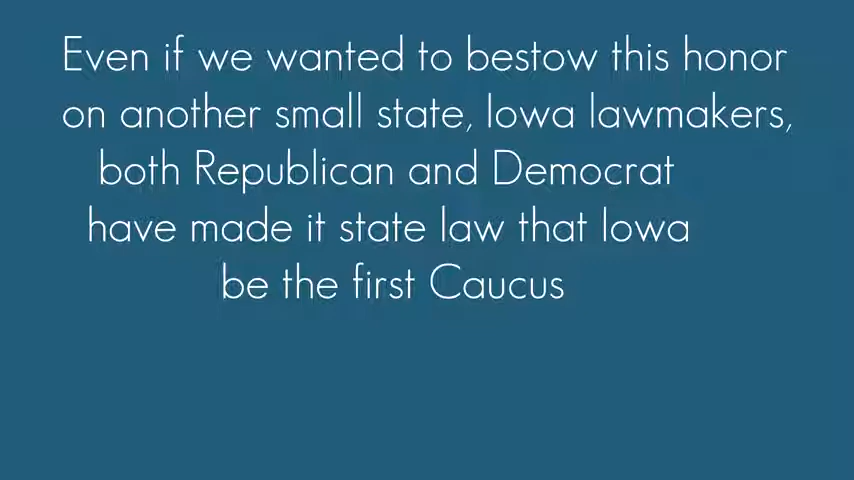 Even if we wanted to bestow this honor
on another small state, Iowa lawmakers,
both Republican and Democrat
have made it state law that Iowa
be the first Caucus